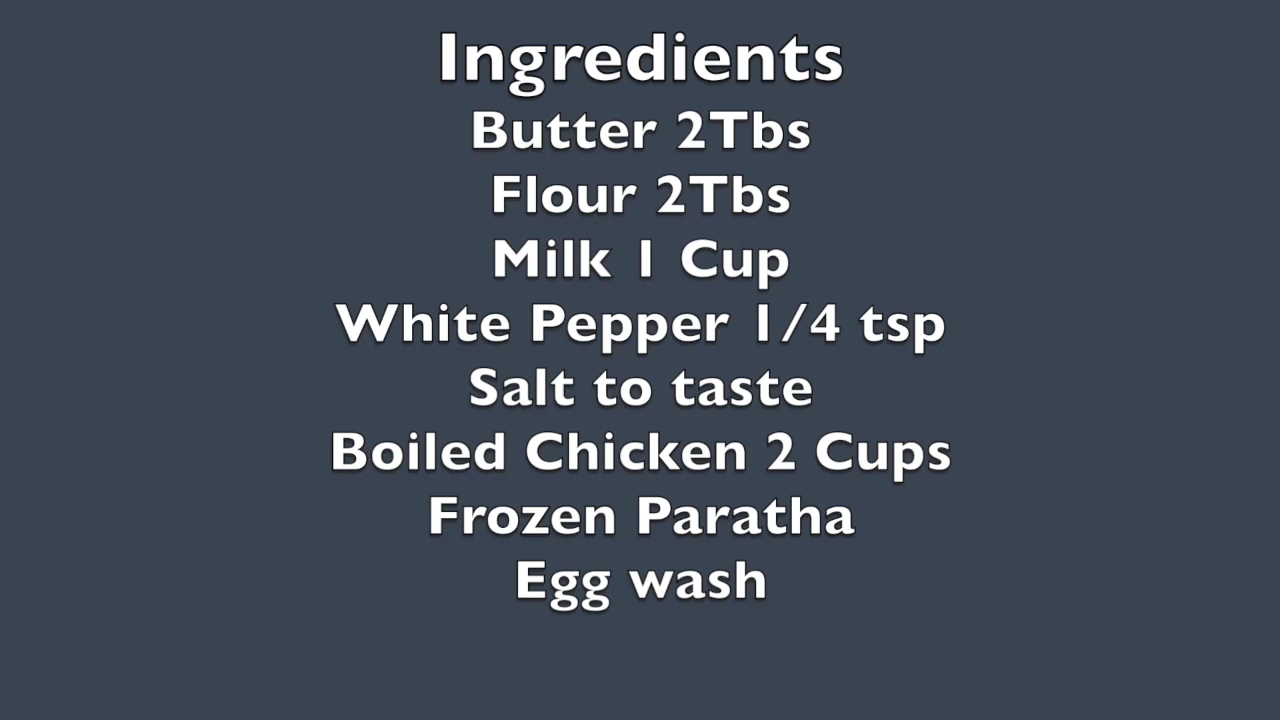 Ingredients
Butter 2Tbs
Flour 2Tbs
Milk 1 Cup
White Pepper 1/4 tsp
Salt to taste
Boiled Chicken 2 Cups
Frozen Paratha
Egg wash